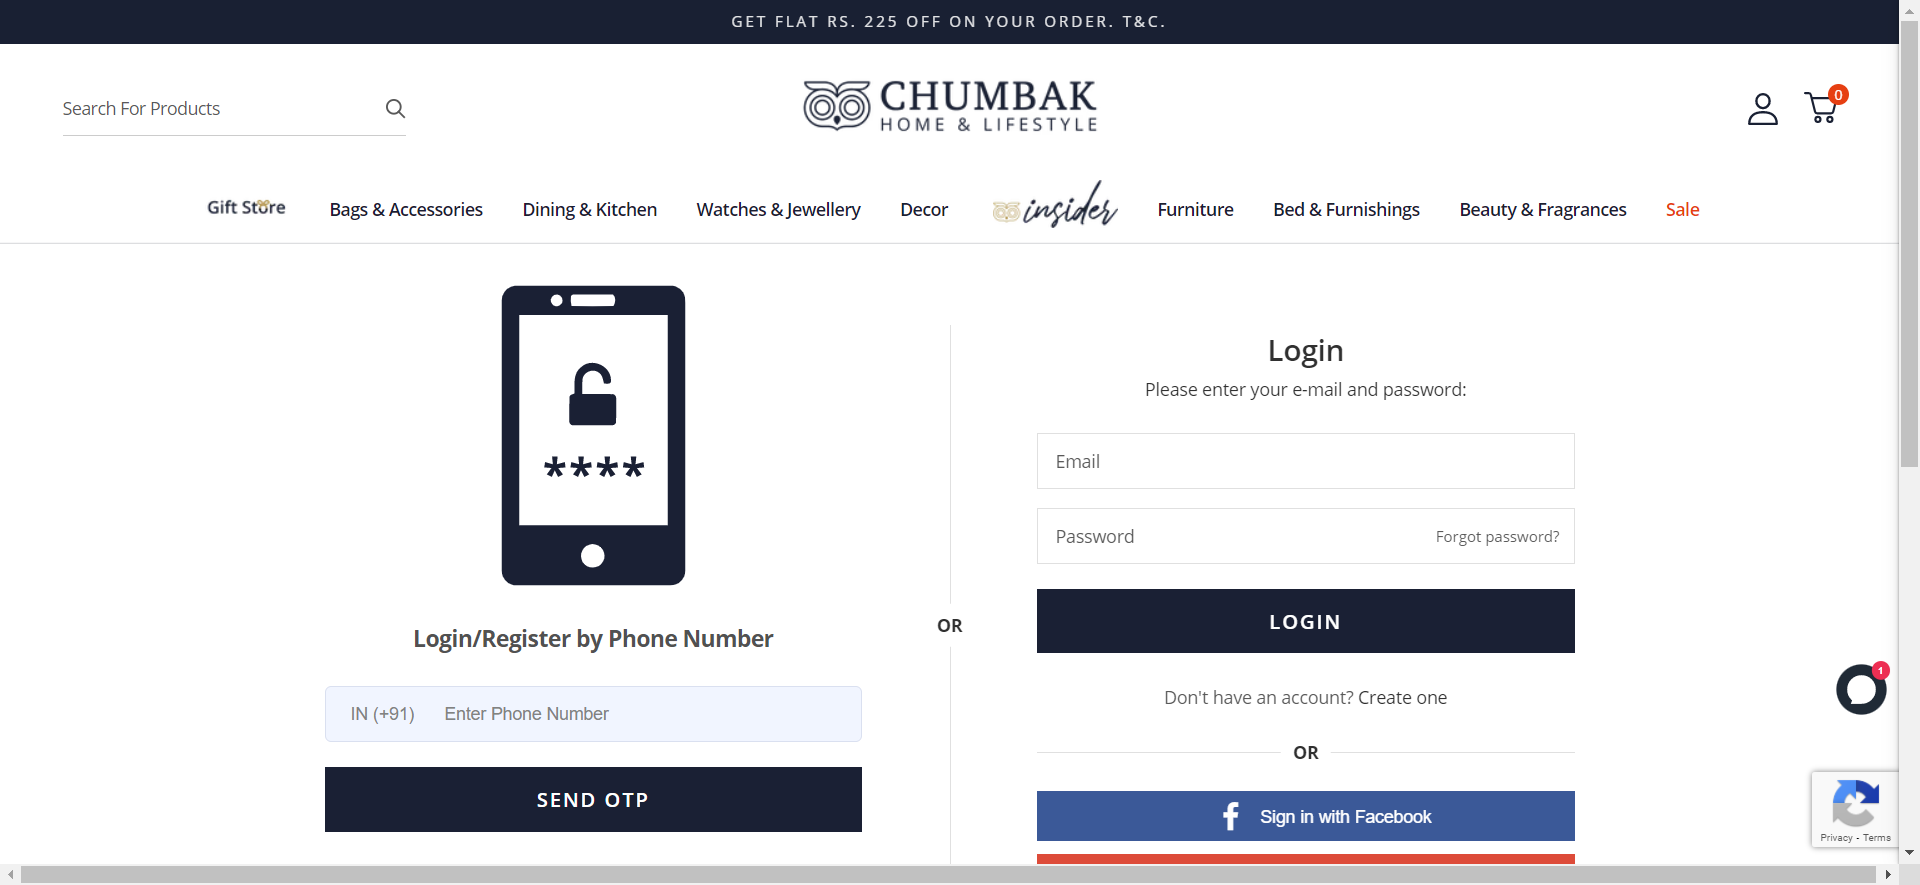 GET FLAT RS. 225 OFF ON YOUR ORDER. T&C.
Search For Products
CHUMBAK
HOME & LIFESTYLE
0
Gift Store
Bags & Accessories
Dining & Kitchen
Watches & Jewellery
Decor
insider
Furniture
Bed & Furnishings
Beauty & Fragrances
Sale
****
Login/Register by Phone Number
IN (+91) Enter Phone Number
SEND OTP
OR
Login
Please enter your e-mail and password:
Email
Password Forgot password?
LOGIN
Don't have an account? Create one
OR
f Sign in with Facebook
1
Privacy - Terms